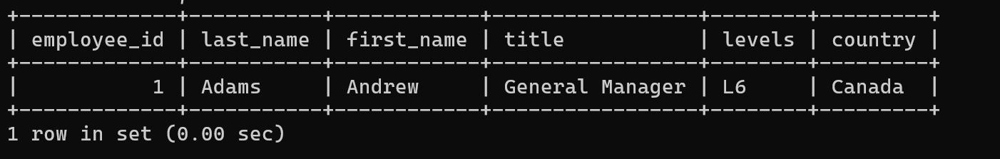 +-------------+-----------+------------+-----------------+--------+---------+
| employee_id | last_name | first_name | title           | levels | country |
+-------------+-----------+------------+-----------------+--------+---------+
|           1 | Adams     | Andrew     | General Manager | L6     | Canada  |
+-------------+-----------+------------+-----------------+--------+---------+
1 row in set (0.00 sec)